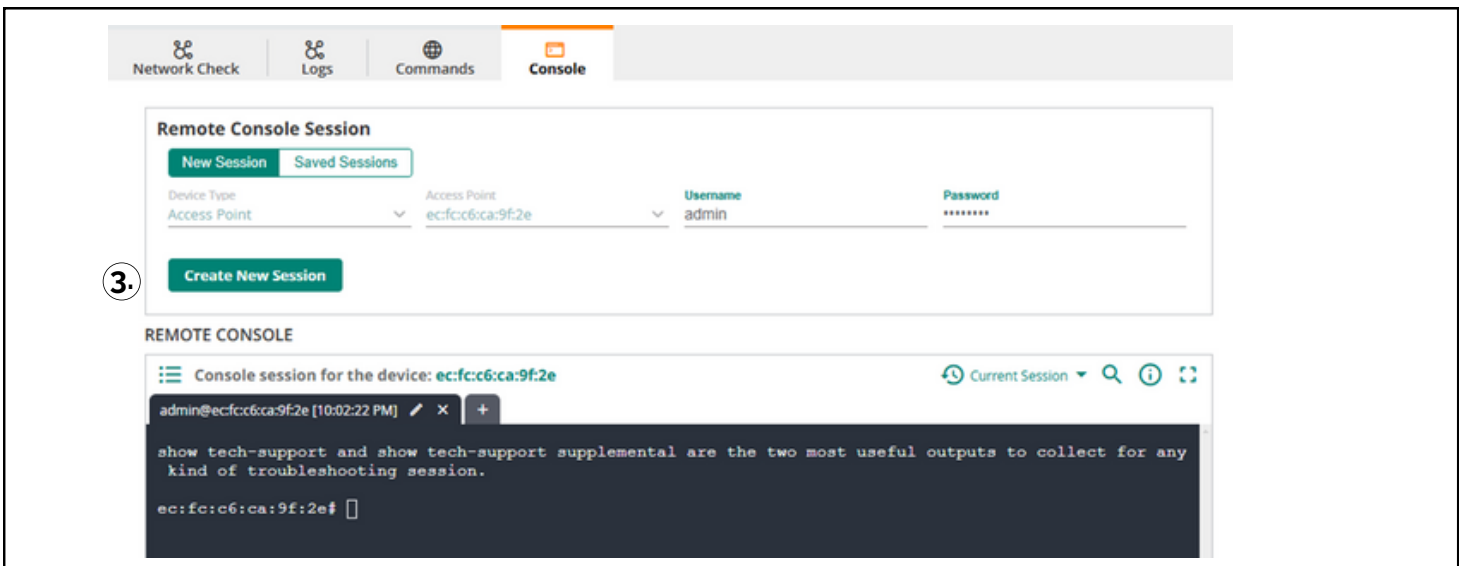 Network Check Logs Commands Console
Remote Console Session
New Session Saved Sessions
Device Type Access Point Username Password
Access Point ec:fc:c6:ca:9f:2e admin ********
3.
Create New Session
REMOTE CONSOLE
Console session for the device: ec:fc:c6:ca:9f:2e Current Session
admin@ec:fc:c6:ca:9f:2e [10:02:22 PM] × +
show tech-support and show tech-support supplemental are the two most useful outputs to collect for any
kind of troubleshooting session.
ec:fc:c6:ca:9f:2e#